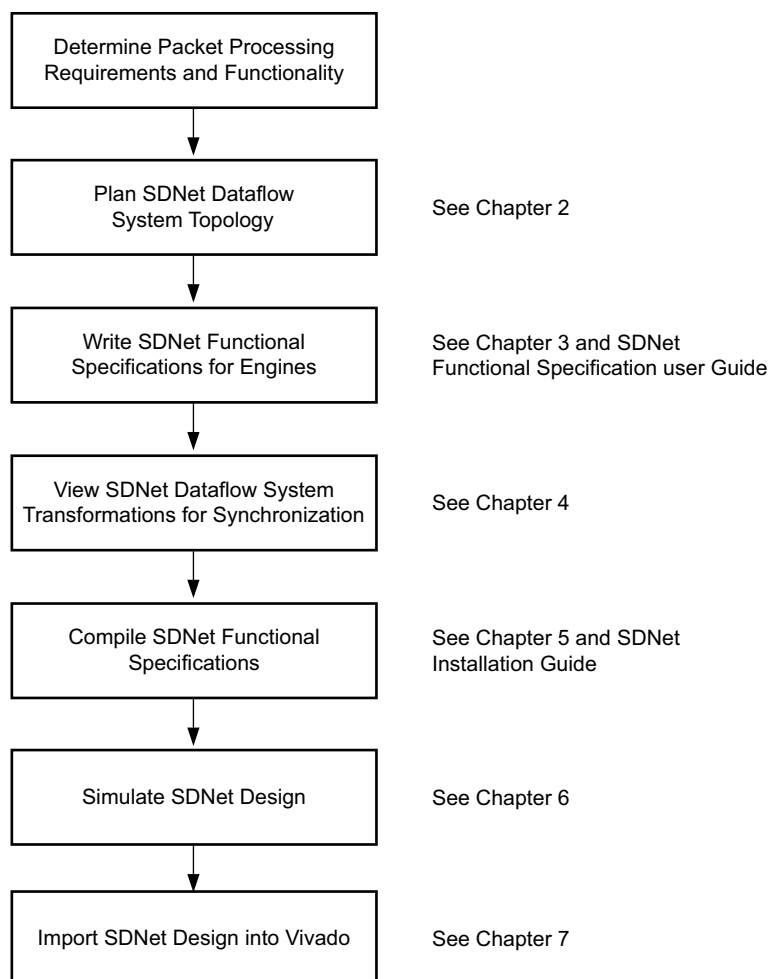 Determine Packet Processing
Requirements and Functionality
Plan SDNet Dataflow
System Topology
See Chapter 2
Write SDNet Functional
Specifications for Engines
See Chapter 3 and SDNet
Functional Specification user Guide
View SDNet Dataflow System
Transformations for Synchronization
See Chapter 4
Compile SDNet Functional
Specifications
See Chapter 5 and SDNet
Installation Guide
Simulate SDNet Design
See Chapter 6
Import SDNet Design into Vivado
See Chapter 7